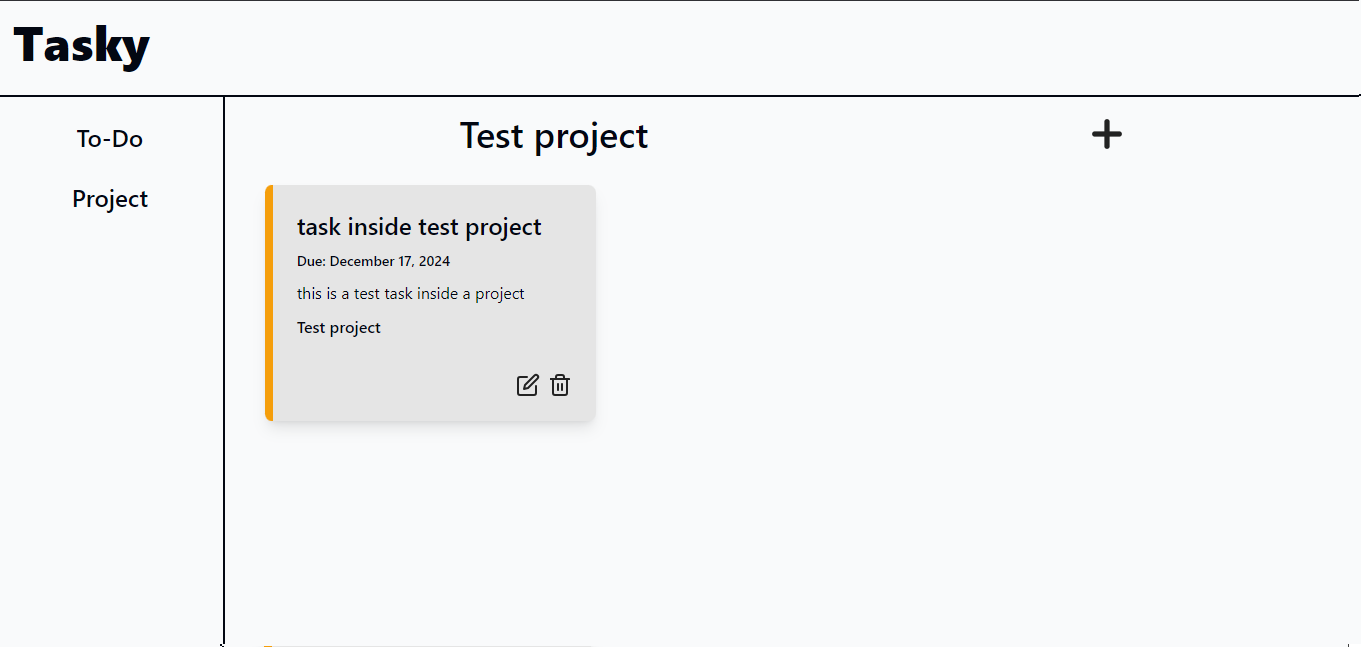 Tasky
To-Do
Project
Test project
task inside test project
Due: December 17, 2024
this is a test task inside a project
Test project